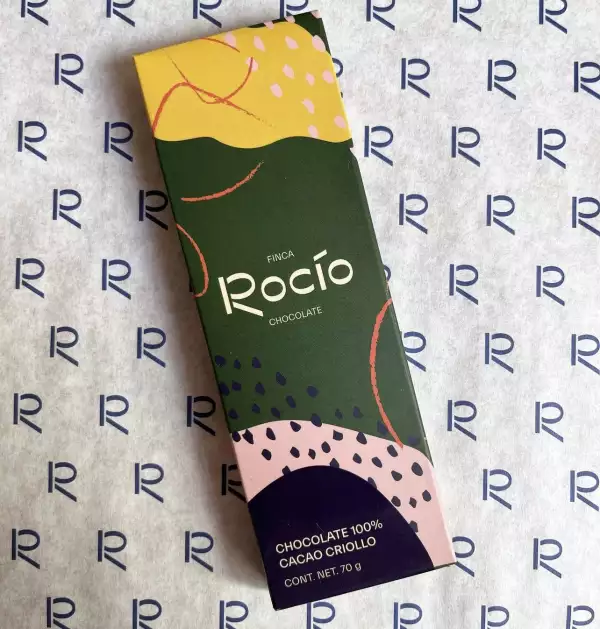 FINCA
Rocío
CHOCOLATE
CHOCOLATE 100%
CACAO CRIOLLO
CONT. NET. 70 g